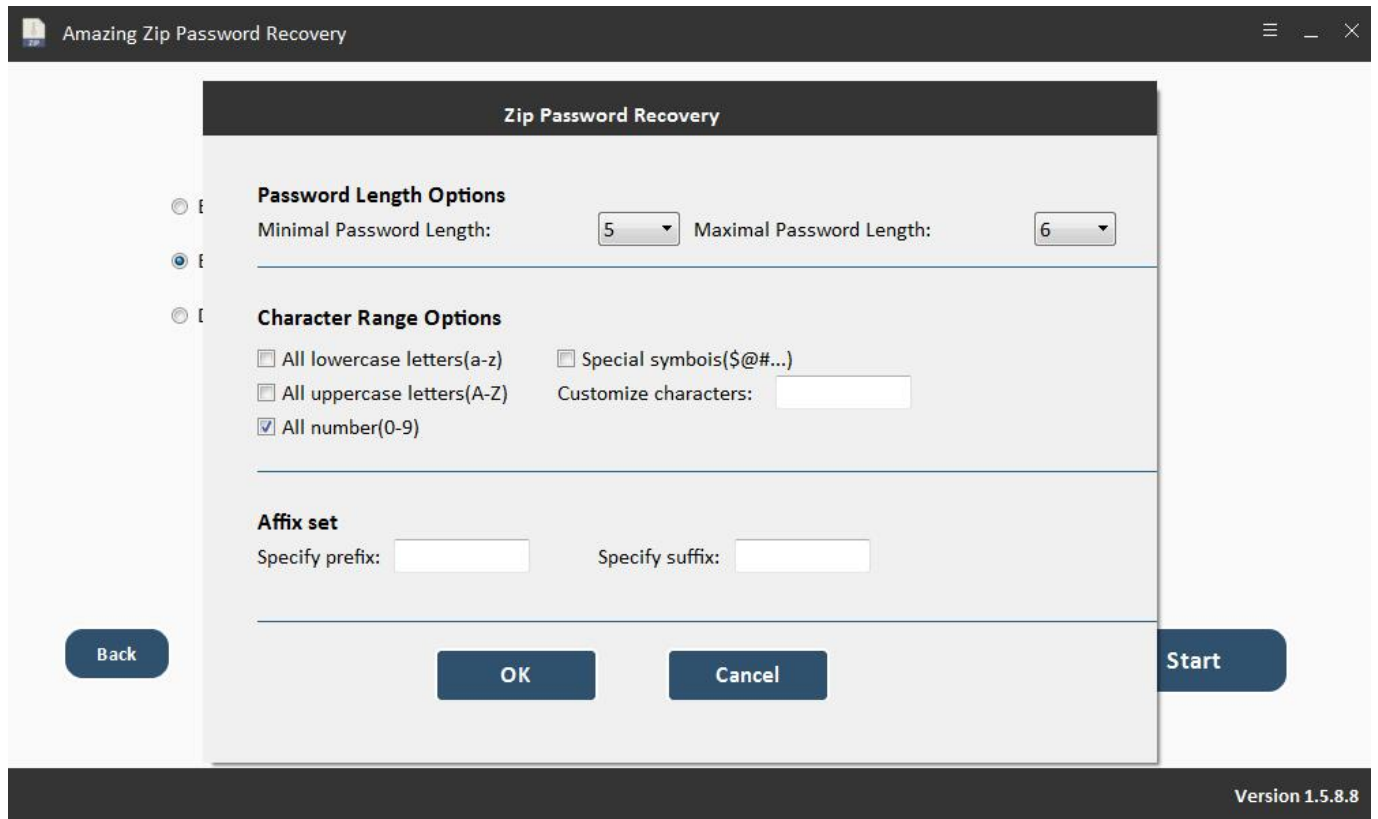 ZIP
Amazing Zip Password Recovery
Zip Password Recovery
Password Length Options
Minimal Password Length: 5 Maximal Password Length: 6
Character Range Options
All lowercase letters(a-z) Special symbois($@#...)
All uppercase letters(A-Z) Customize characters:
All number(0-9)
Affix set
Specify prefix: Specify suffix:
Back OK Cancel Start
Version 1.5.8.8